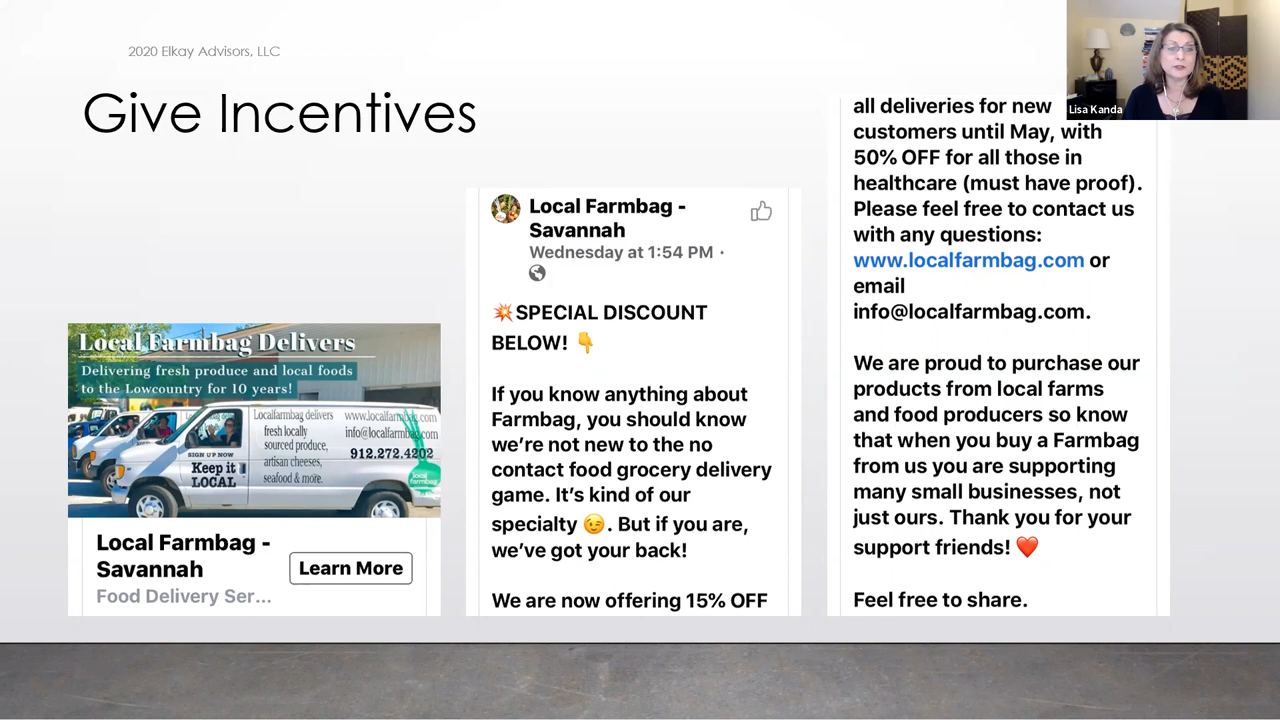 2020 Elkay Advisors, LLC
Give Incentives
Lisa Kanda
Local Farmbag Delivers
Delivering fresh produce and local foods
to the Lowcountry for 10 years!
Localfarmbag delivers
fresh locally
sourced produce,
artisan cheeses,
seafood & more.
www.localfarmbag.com
info@localfarmbag.com
912.272.4202
SIGN UP NOW
Keep it
LOCAL
local
farmbag
Local Farmbag -
Savannah
Food Delivery Ser...
Learn More
Local Farmbag -
Savannah
Wednesday at 1:54 PM ·
💥SPECIAL DISCOUNT
BELOW! 👇
If you know anything about
Farmbag, you should know
we’re not new to the no
contact food grocery delivery
game. It’s kind of our
specialty 😉. But if you are,
we’ve got your back!
We are now offering 15% OFF
all deliveries for new
customers until May, with
50% OFF for all those in
healthcare (must have proof).
Please feel free to contact us
with any questions:
www.localfarmbag.com or
email
info@localfarmbag.com.
We are proud to purchase our
products from local farms
and food producers so know
that when you buy a Farmbag
from us you are supporting
many small businesses, not
just ours. Thank you for your
support friends! ❤️
Feel free to share.